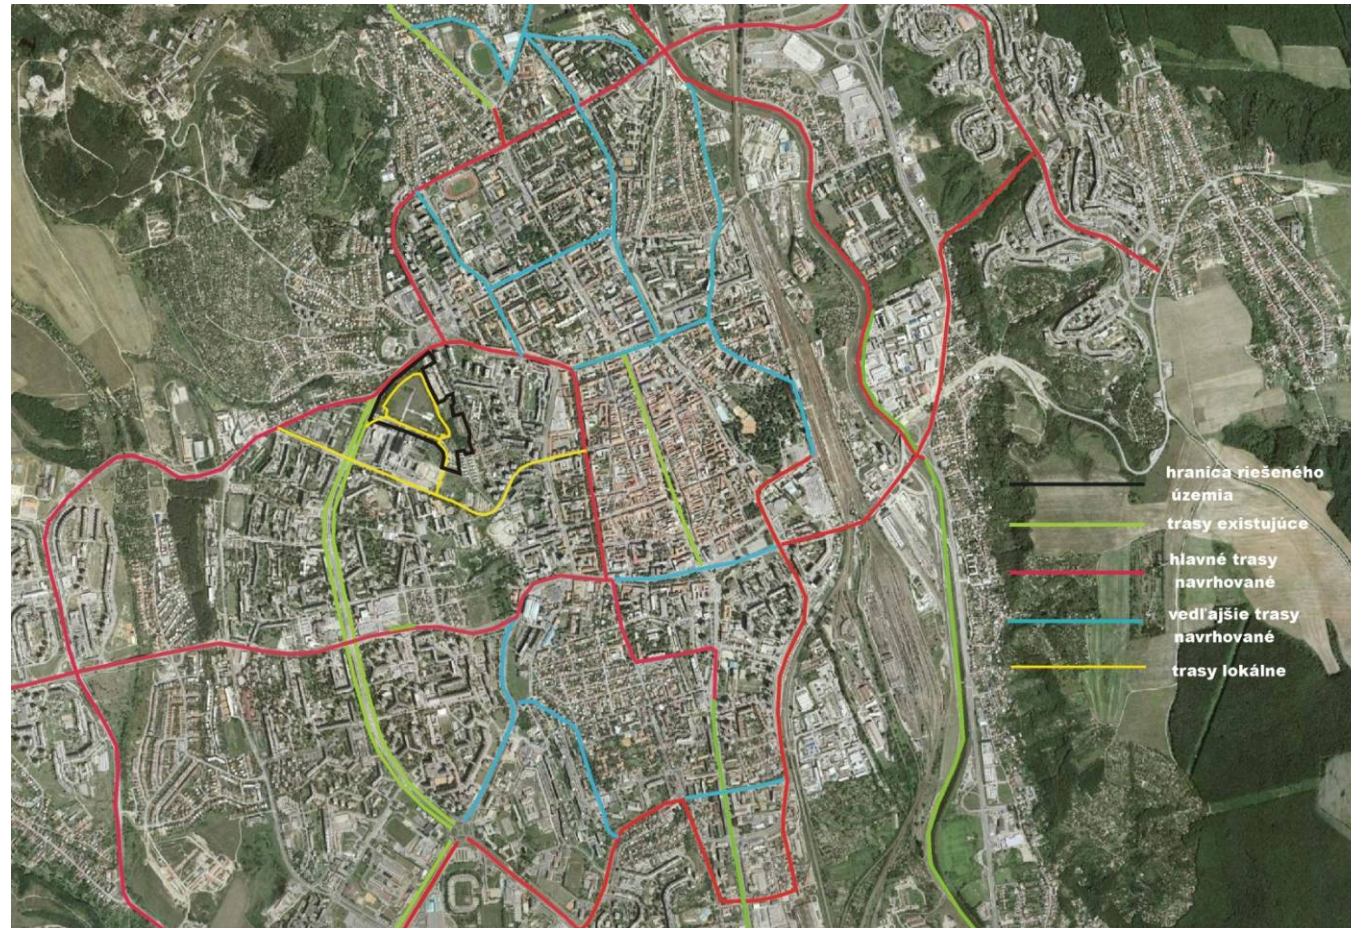 hranica riešeného
územia
trasy existujúce
hlavné trasy
navrhované
vedľajšie trasy
navrhované
trasy lokálne